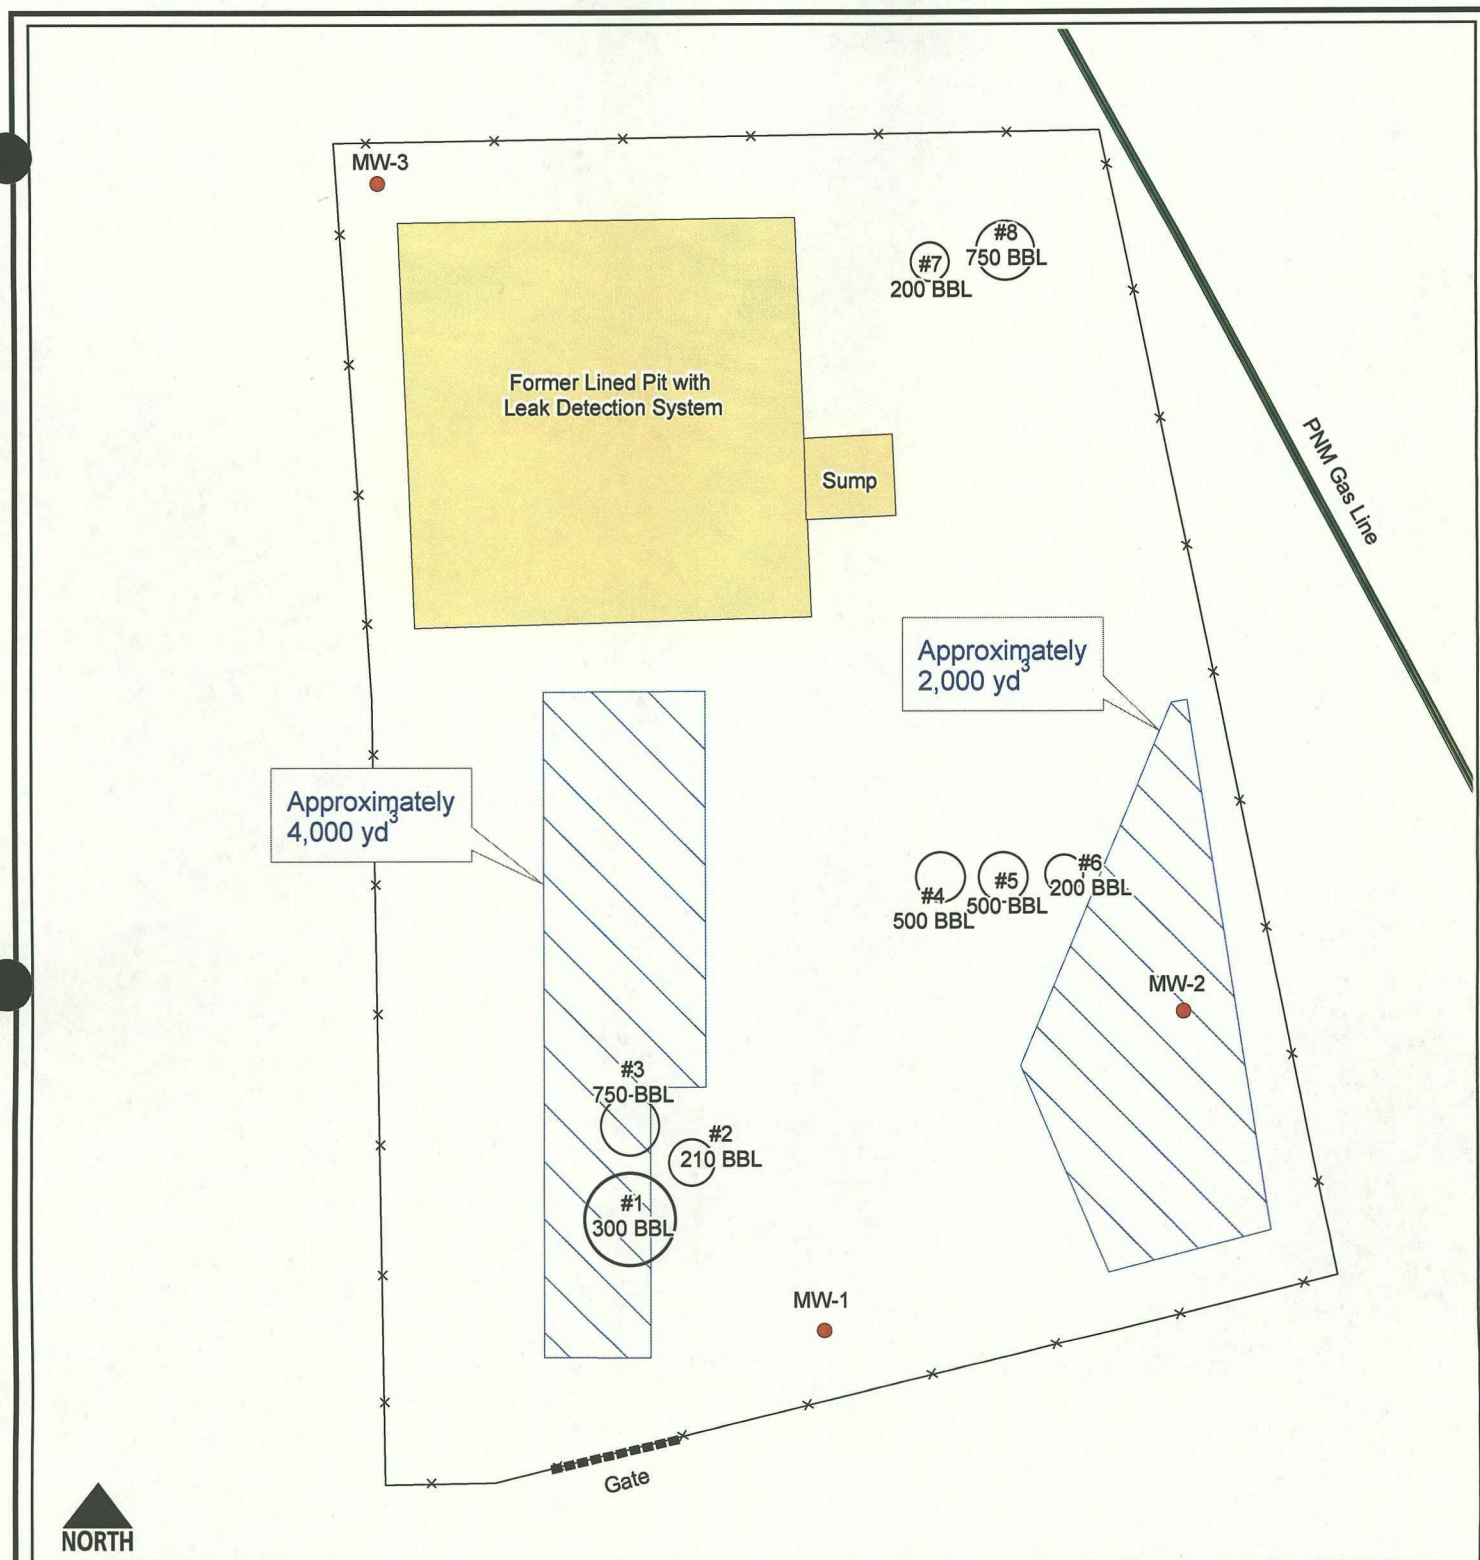 MW-3
#8
750 BBL
#7
200 BBL
Former Lined Pit with
Leak Detection System
Sump
PNM Gas Line
Approximately
2,000 yd³
Approximately
4,000 yd³
#6
200 BBL
#5
500 BBL
#4
500 BBL
MW-2
#3
750 BBL
#2
210 BBL
#1
300 BBL
MW-1
Gate
NORTH